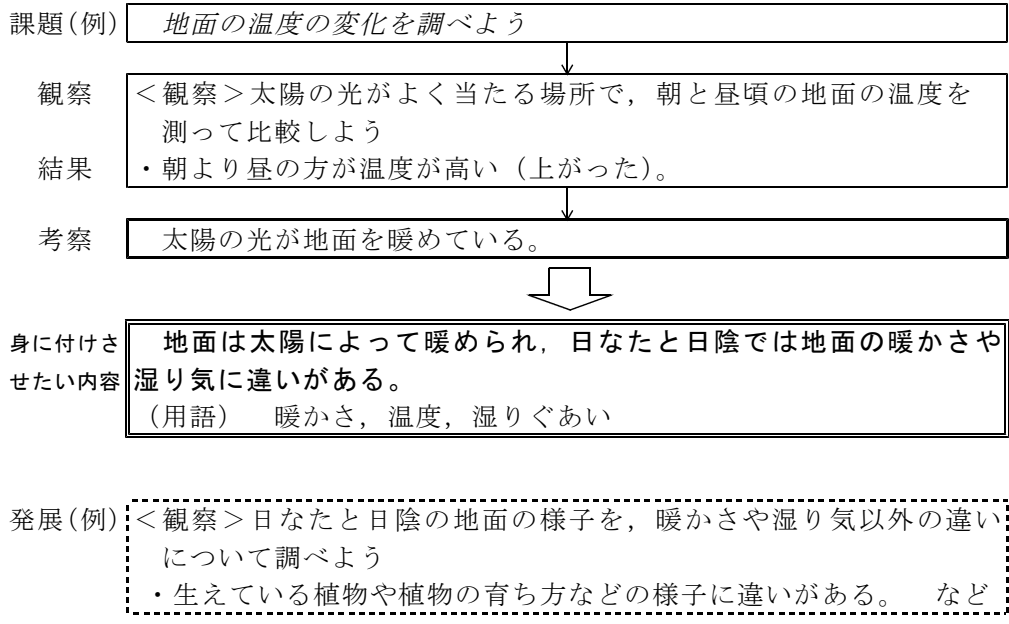 課題(例) 地面の温度の変化を調べよう
観察 ＜観察＞太陽の光がよく当たる場所で，朝と昼頃の地面の温度を
測って比較しよう
結果 ・朝より昼の方が温度が高い（上がった）。
考察 太陽の光が地面を暖めている。
身に付けさ 地面は太陽によって暖められ，日なたと日陰では地面の暖かさや
せたい内容 湿り気に違いがある。
（用語） 暖かさ，温度，湿りぐあい
発展(例) ＜観察＞日なたと日陰の地面の様子を，暖かさや湿り気以外の違い
について調べよう
・生えている植物や植物の育ち方などの様子に違いがある。 など